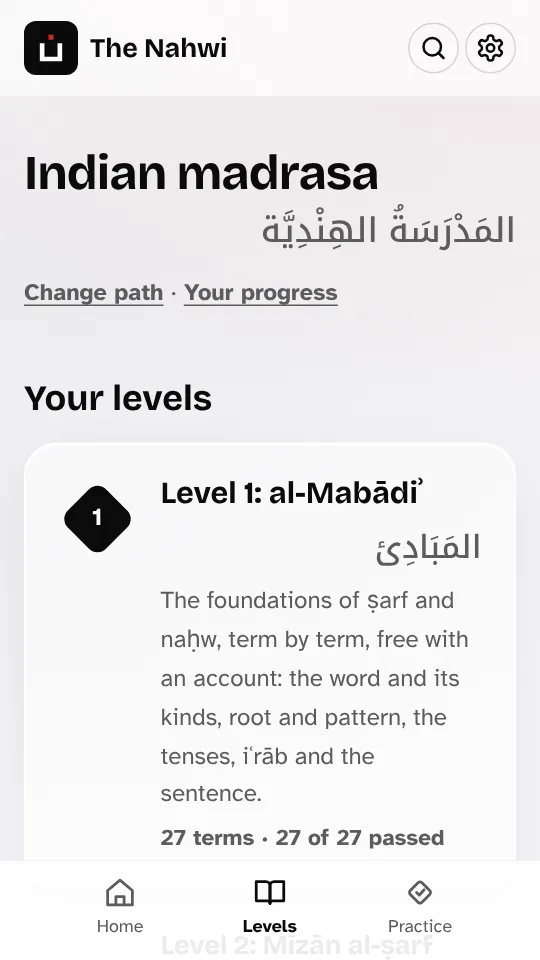 The Nahwi
Indian madrasa
المَدْرَسَةُ الهِنْدِيَّة
Change path · Your progress
Your levels
1
Level 1: al-Mabādiʾ
المَبَادِئ
The foundations of ṣarf and
naḥw, term by term, free with
an account: the word and its
kinds, root and pattern, the
tenses, iʿrāb and the
sentence.
27 terms · 27 of 27 passed
Home
Levels
Practice
Level 2: Mīzān al-ṣarf